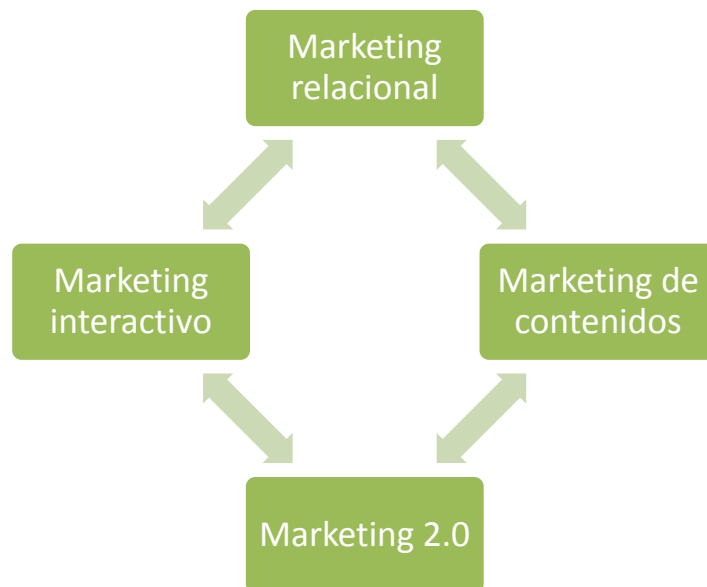 Marketing
relacional
Marketing
interactivo
Marketing de
contenidos
Marketing 2.0